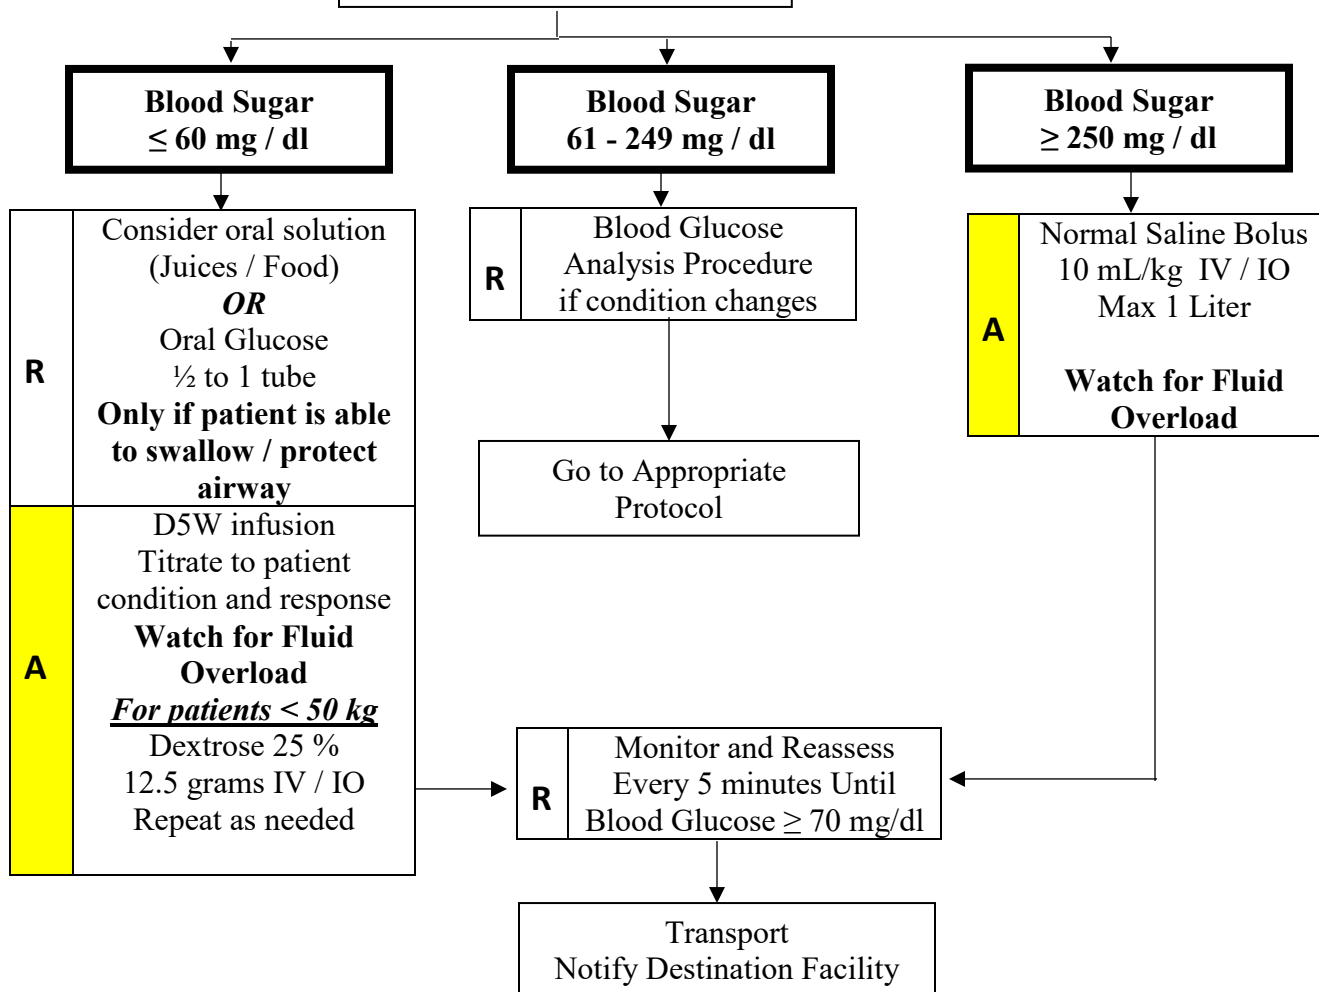 Blood Sugar
≤ 60 mg / dl
Blood Sugar
61 - 249 mg / dl
Blood Sugar
≥ 250 mg / dl
R
Consider oral solution
(Juices / Food)
OR
Oral Glucose
½ to 1 tube
Only if patient is able
to swallow / protect
airway
A
D5W infusion
Titrate to patient
condition and response
Watch for Fluid
Overload
For patients < 50 kg
Dextrose 25 %
12.5 grams IV / IO
Repeat as needed
R
Blood Glucose
Analysis Procedure
if condition changes
Go to Appropriate
Protocol
A
Normal Saline Bolus
10 mL/kg IV / IO
Max 1 Liter
Watch for Fluid
Overload
R
Monitor and Reassess
Every 5 minutes Until
Blood Glucose ≥ 70 mg/dl
Transport
Notify Destination Facility